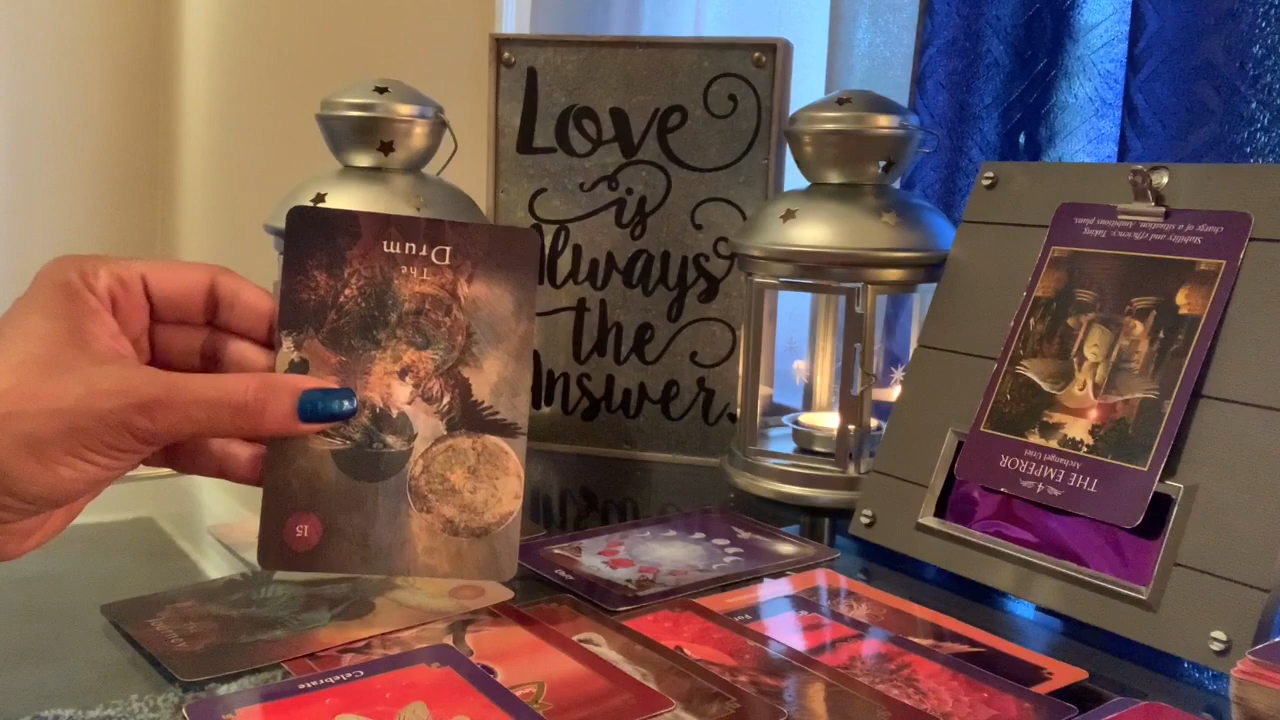 Love
is
Always
the
Answer.
The
Drum
15
Stability and efficiency. Taking
charge of a situation. Ambitious plans.
4
THE EMPEROR
Archangel Uriel
Celebrate